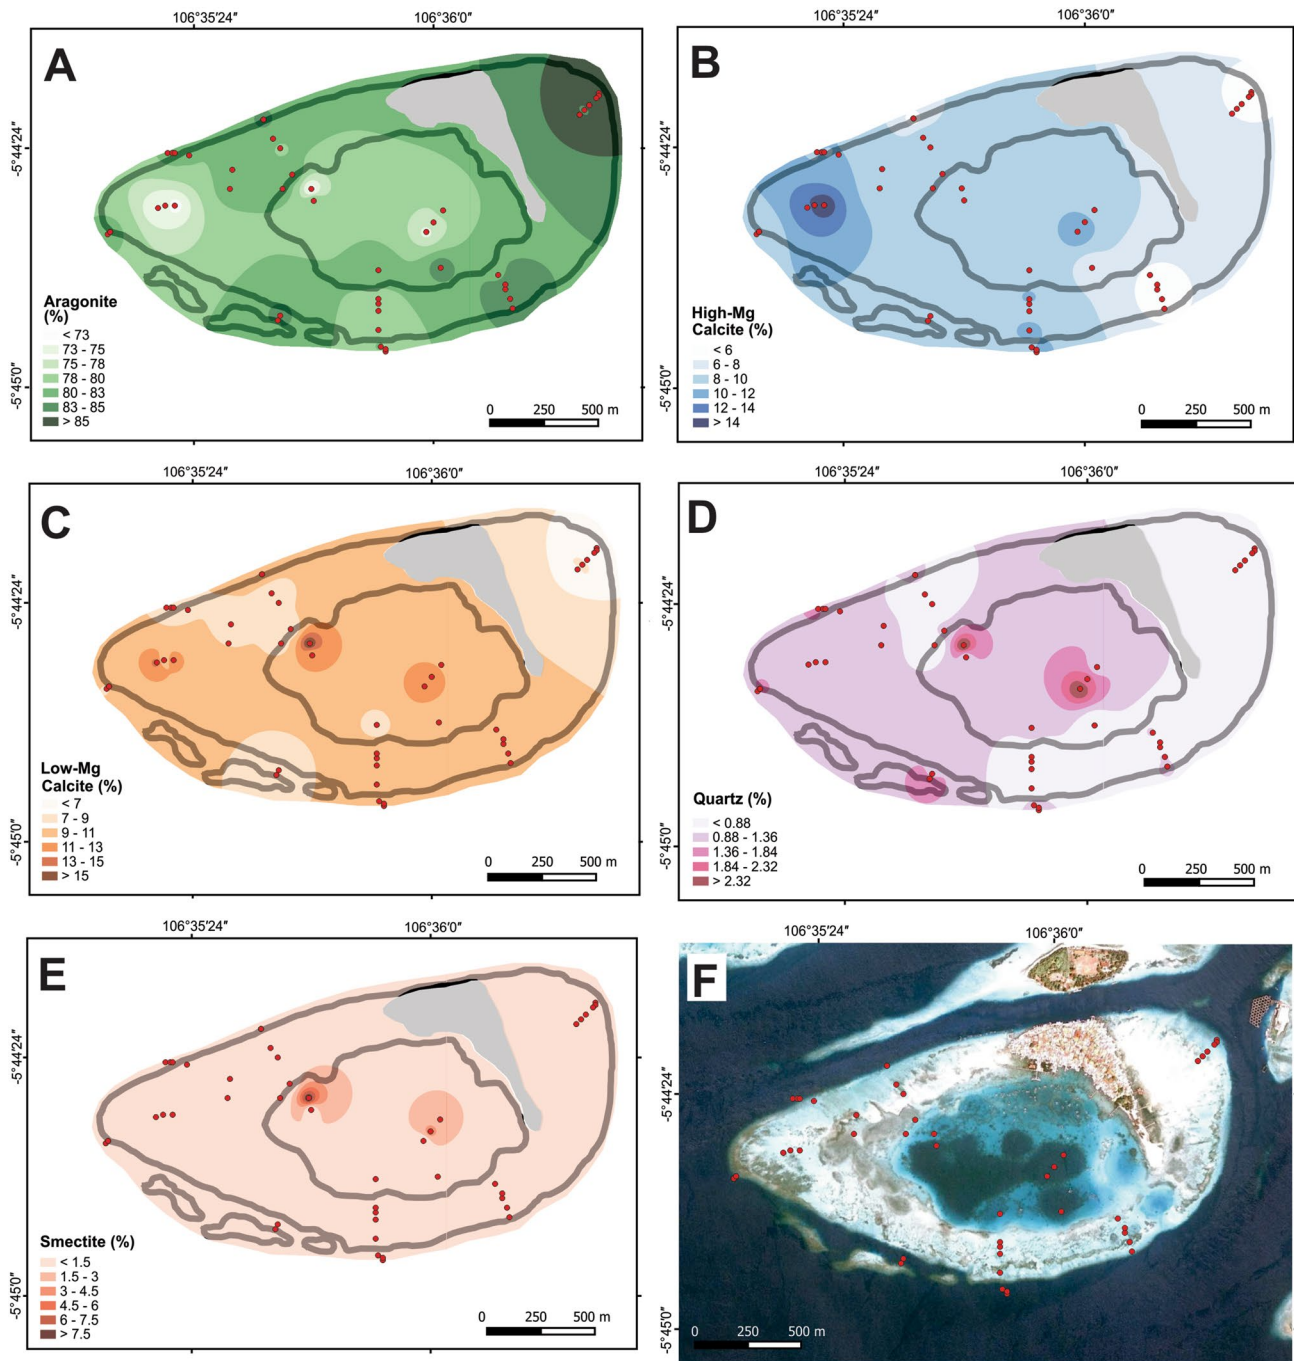 106°35′24″ 106°36′0″
106°35′24″ 106°36′0″
A
B
-5°44′24″
-5°44′24″
Aragonite
(%)
< 73
73 - 75
75 - 78
78 - 80
80 - 83
83 - 85
> 85
-5°45′0″
0 250 500 m
High-Mg
Calcite (%)
< 6
6 - 8
8 - 10
10 - 12
12 - 14
> 14
-5°45′0″
0 250 500 m
106°35′24″ 106°36′0″
106°35′24″ 106°36′0″
C
D
-5°44′24″
-5°44′24″
Low-Mg
Calcite (%)
< 7
7 - 9
9 - 11
11 - 13
13 - 15
> 15
-5°45′0″
0 250 500 m
Quartz (%)
< 0.88
0.88 - 1.36
1.36 - 1.84
1.84 - 2.32
> 2.32
-5°45′0″
0 250 500 m
106°35′24″ 106°36′0″
106°35′24″ 106°36′0″
E
F
-5°44′24″
-5°44′24″
Smectite (%)
< 1.5
1.5 - 3
3 - 4.5
4.5 - 6
6 - 7.5
> 7.5
-5°45′0″
0 250 500 m
-5°45′0″
0 250 500 m